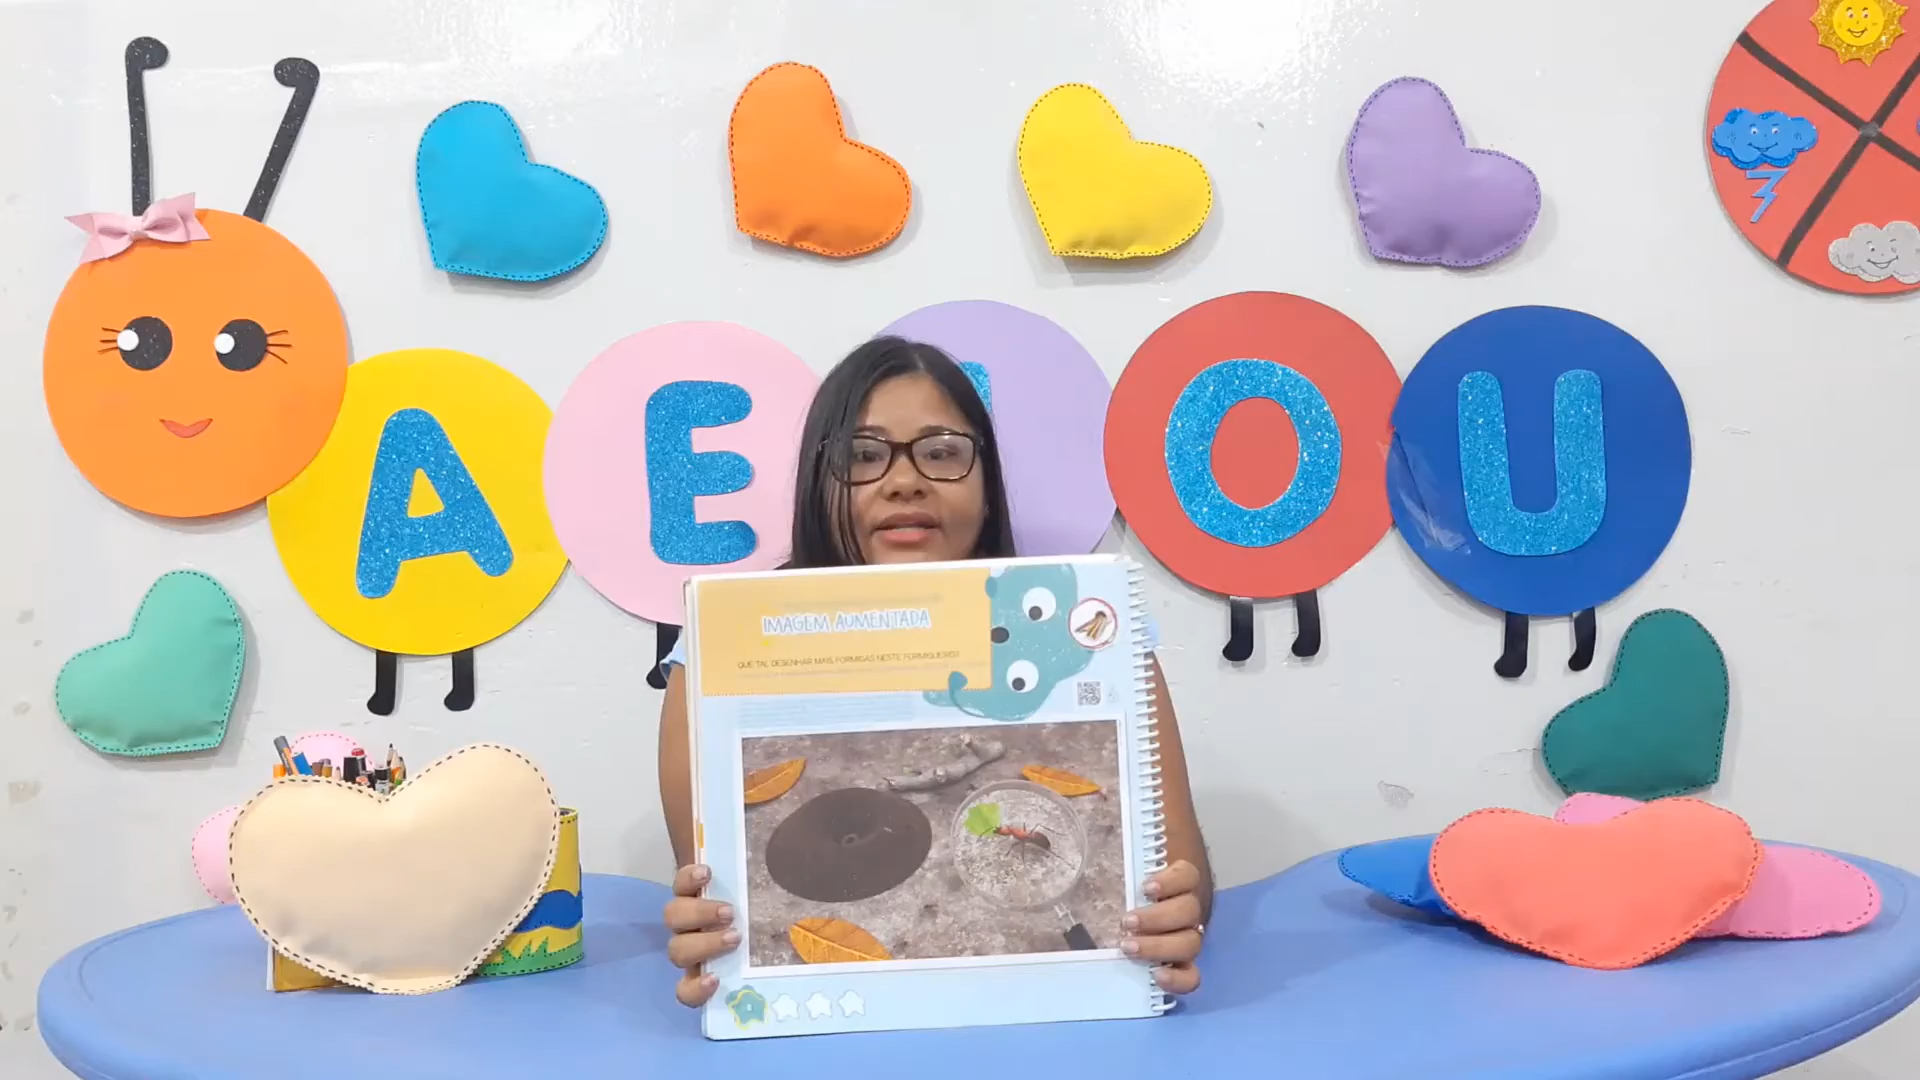 A E I O U
IMAGEM AUMENTADA
QUE TAL DESENHAR MAIS FORMIGAS NESTE FORMIGUEIRO?